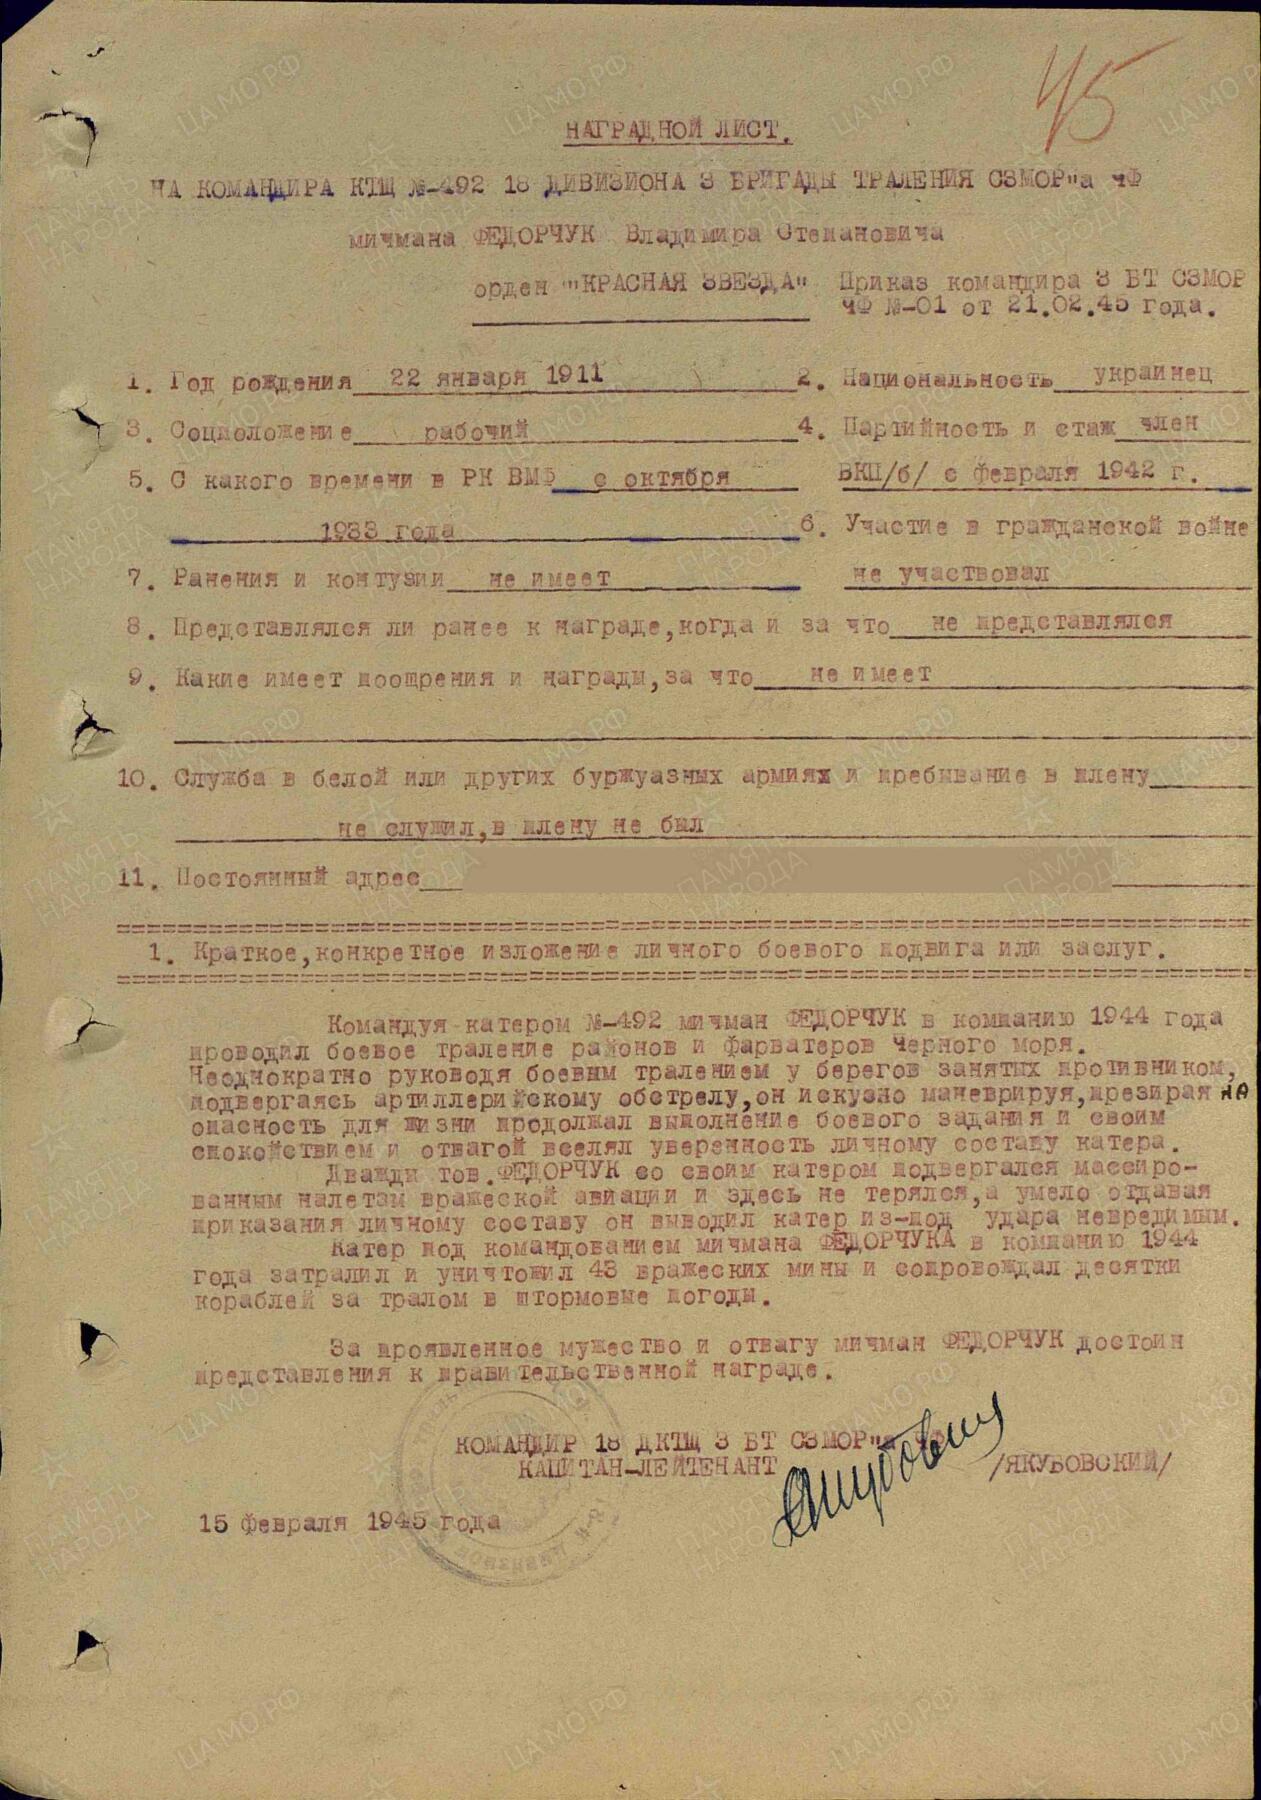 45
НАГРАДНОЙ ЛИСТ.
НА КОМАНДИРА КТЩ №-492 18 ДИВИЗИОНА 3 БРИГАДЫ ТРАЛЕНИЯ СЗМОР"а ЧФ
мичмана ФЕДОРЧУК Владимира Степановича
орден "КРАСНАЯ ЗВЕЗДА" Приказ командира 3 БТ СЗМОР
ЧФ №-01 от 21.02.45 года.
1. Год рождения 22 января 1911 2. Национальность украинец
3. Соцположение рабочий 4. Партийность и стаж член
5. С какого времени в РК ВМФ с октября ВКП/б/ с февраля 1942 г.
1933 года 6. Участие в гражданской войне
7. Ранения и контузии не имеет не участвовал
8. Представлялся ли ранее к награде,когда и за что не представлялся
9. Какие имеет поощрения и награды,за что не имеет
10. Служба в белой или других буржуазных армиях и пребывание в плену
не служил,в плену не был
11. Постоянный адрес
1. Краткое,конкретное изложение личного боевого подвига или заслуг.
Командуя катером №-492 мичман ФЕДОРЧУК в компанию 1944 года
проводил боевое траление районов и фарватеров Черного моря.
Неоднократно руководя боевым тралением у берегов занятых противником,
подвергаясь артиллерийскому обстрелу,он искузно маневрируя,презирая НА
опасность для жизни продолжал выполнение боевого задания и своим
спокойствием и отвагой вселял уверенность личному составу катера.
Дважды тов.ФЕДОРЧУК со своим катером подвергался массиро-
ванным налетам вражеской авиации и здесь не терялся,а умело отдавая
приказания личному составу он выводил катер из-под удара невредимым.
Катер под командованием мичмана ФЕДОРЧУКА в компанию 1944
года затралил и уничтожил 43 вражеских мины и сопровождал десятки
кораблей за тралом в штормовые погоды.
За проявленное мужество и отвагу мичман ФЕДОРЧУК достоин
представления к правительственной награде.
КОМАНДИР 18 ДКТЩ 3 БТ СЗМОР"а ЧФ
КАПИТАН-ЛЕЙТЕНАНТ /ЯКУБОВСКИЙ/
15 февраля 1945 года